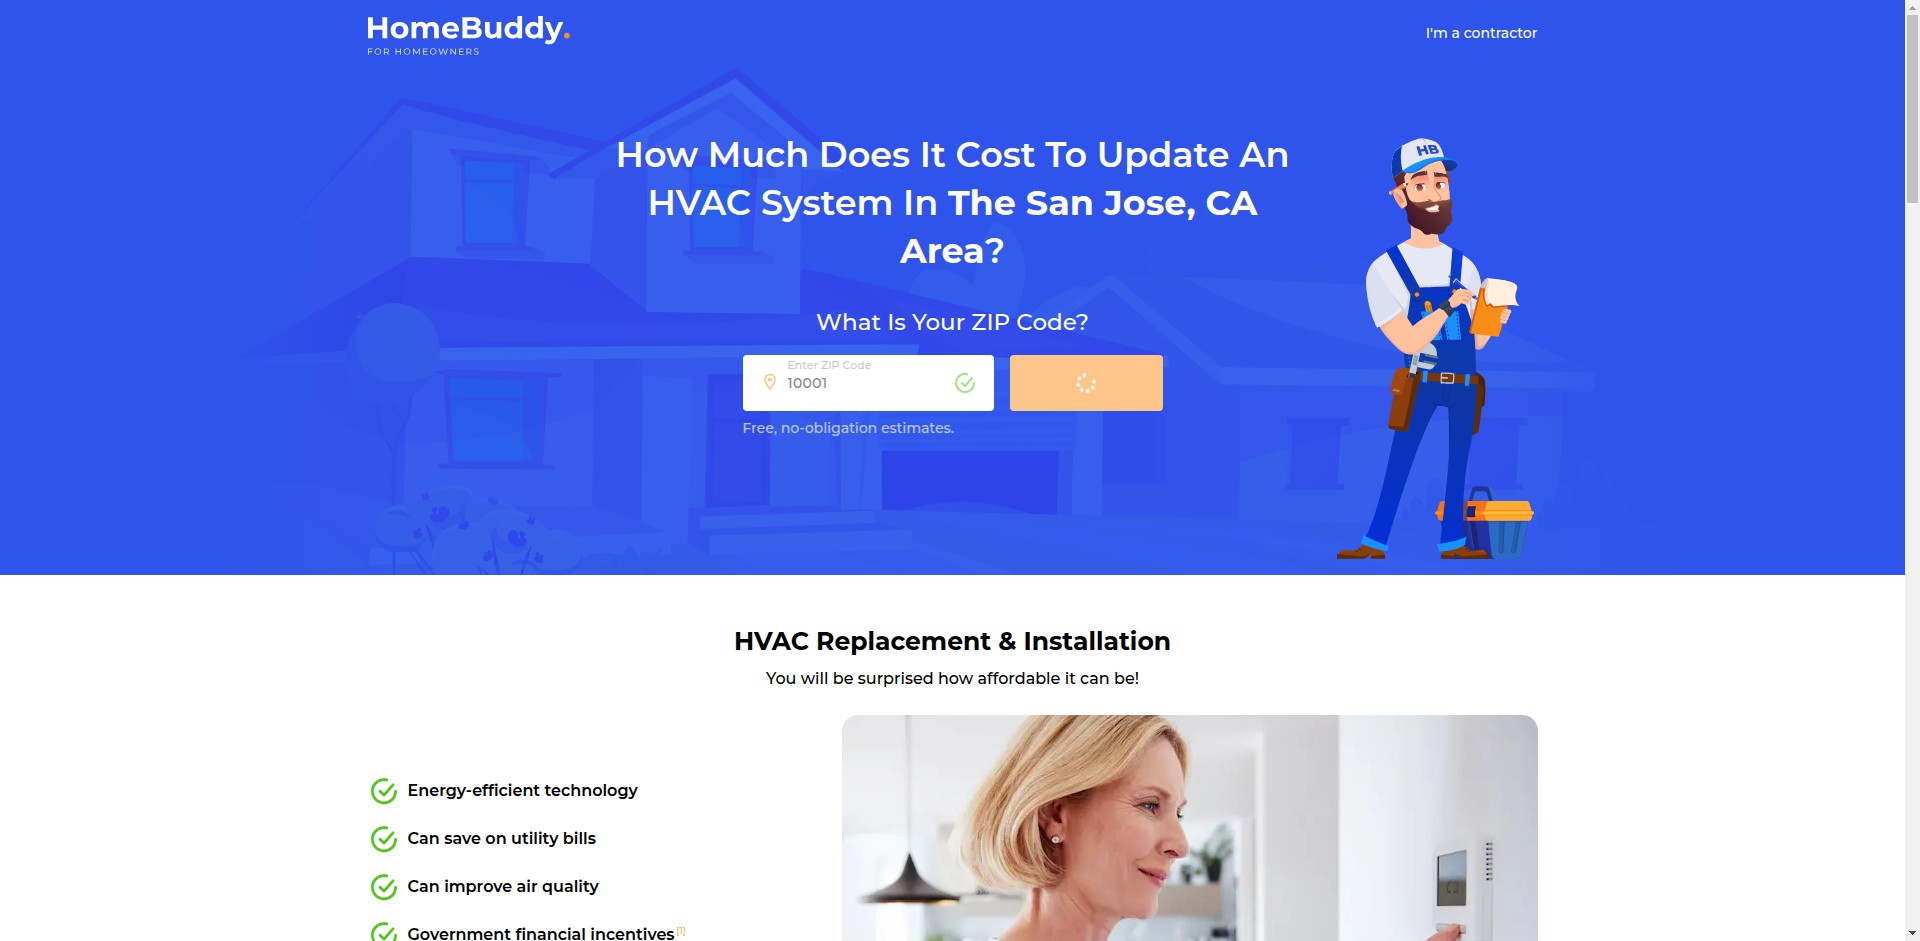 HomeBuddy.
FOR HOMEOWNERS
I'm a contractor
How Much Does It Cost To Update An
HVAC System In The San Jose, CA
Area?
HB
What Is Your ZIP Code?
Enter ZIP Code
10001
Free, no-obligation estimates.
HVAC Replacement & Installation
You will be surprised how affordable it can be!
Energy-efficient technology
Can save on utility bills
Can improve air quality
Government financial incentives [1]